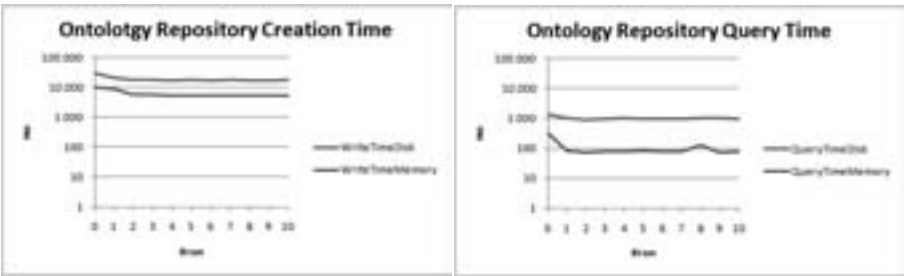 Ontolotgy Repository Creation Time
100.000
10.000
1.000
100
10
1
0 1 2 3 4 5 6 7 8 9 10
WriteTimeDisk
WriteTimeMemory
Ontology Repository Query Time
100.000
10.000
1.000
100
10
1
0 1 2 3 4 5 6 7 8 9 10
QueryTimeDisk
QueryTimeMemory